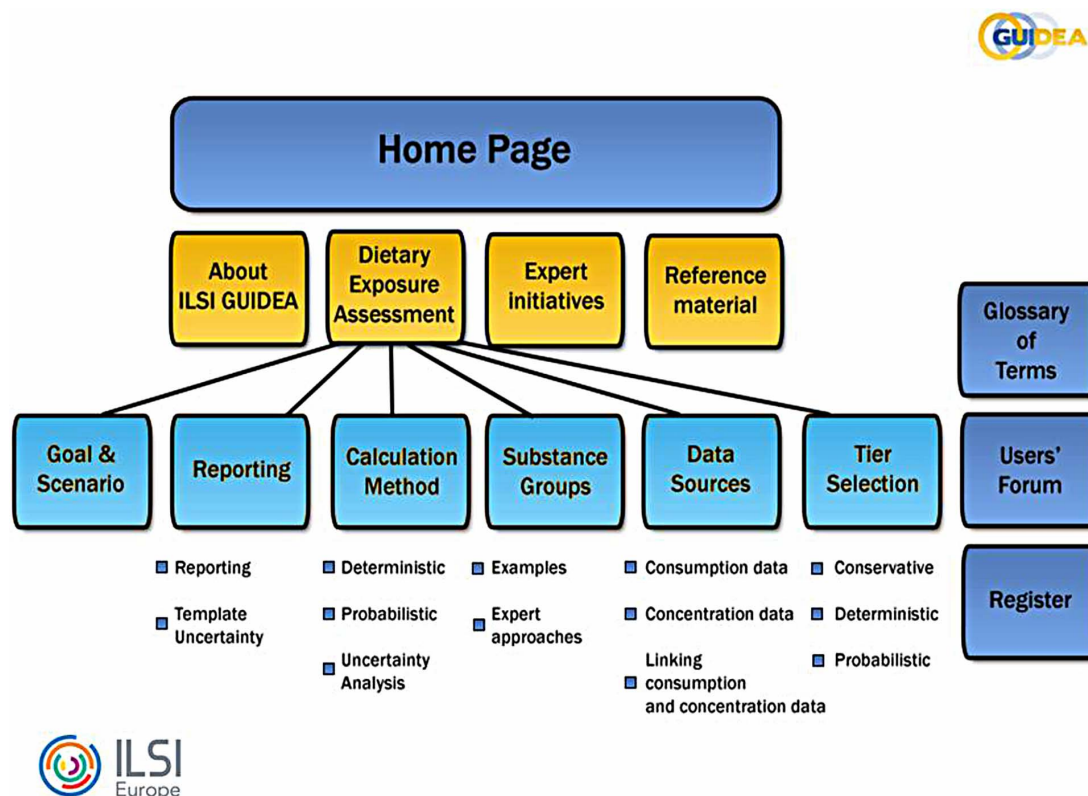 GUIDEA
Home Page
About
ILSI GUIDEA
Dietary
Exposure
Assessment
Expert
initiatives
Reference
material
Glossary
of
Terms
Goal &
Scenario
Reporting
Calculation
Method
Substance
Groups
Data
Sources
Tier
Selection
Users'
Forum
Reporting
Template
Uncertainty
Deterministic
Probabilistic
Uncertainty
Analysis
Examples
Expert
approaches
Consumption data
Concentration data
Linking
consumption
and concentration data
Conservative
Deterministic
Probabilistic
Register
ILSI
Europe